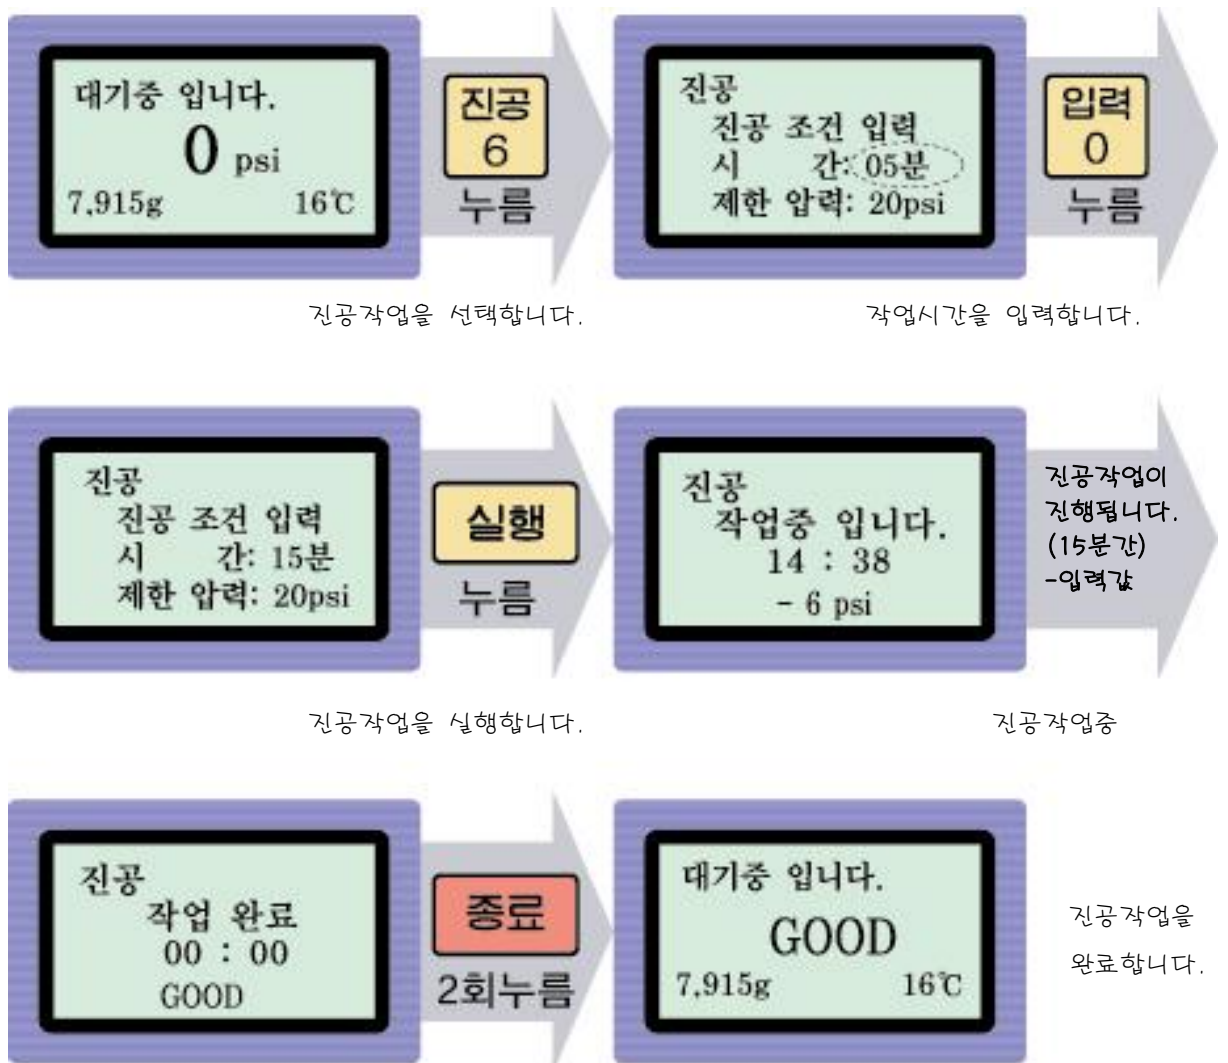 대기중 입니다.
0 psi
7,915g 16℃
진공
6
누름
진공
진공 조건 입력
시 간: 05분
제한 압력: 20psi
입력
0
누름
진공작업을 선택합니다.
작업시간을 입력합니다.
진공
진공 조건 입력
시 간: 15분
제한 압력: 20psi
실행
누름
진공
작업중 입니다.
14 : 38
- 6 psi
진공작업이
진행됩니다.
(15분간)
-입력값
진공작업을 실행합니다.
진공작업중
진공
작업 완료
00 : 00
GOOD
종료
2회누름
대기중 입니다.
GOOD
7,915g 16℃
진공작업을
완료합니다.